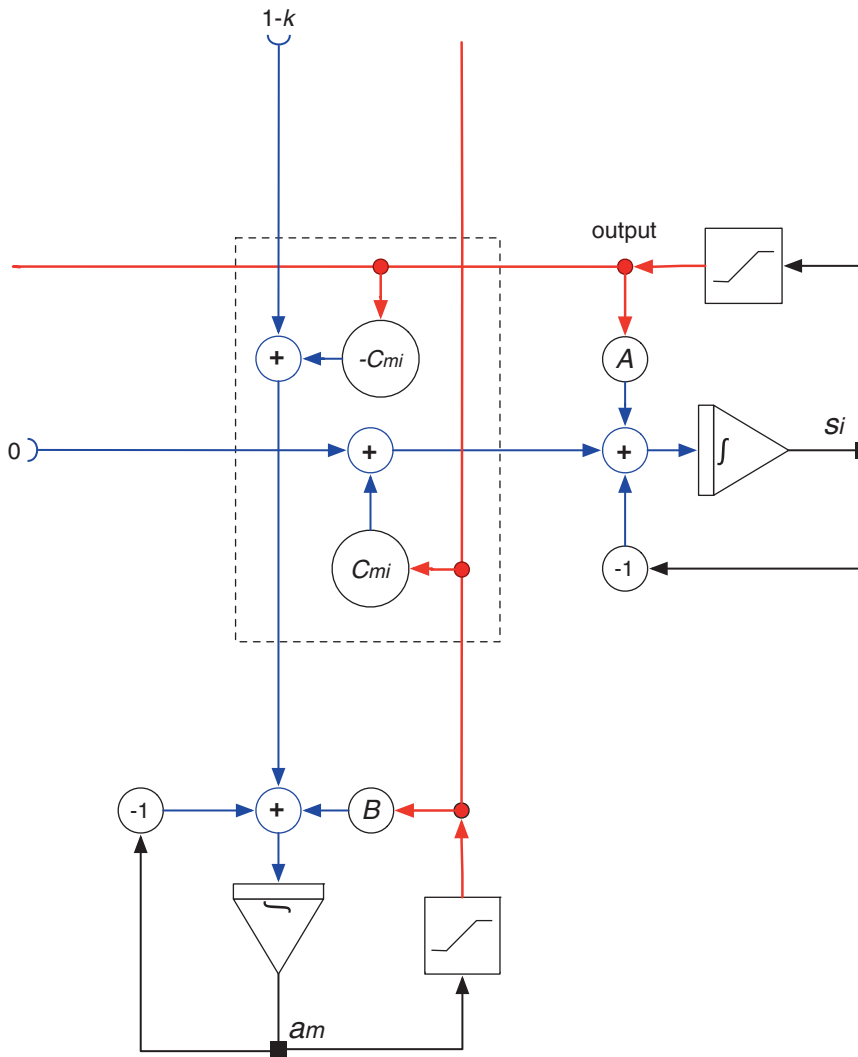 1-k
output
-Cmi
+
A
0
+
+
∫
si
Cmi
-1
-1
+
B
∫
am